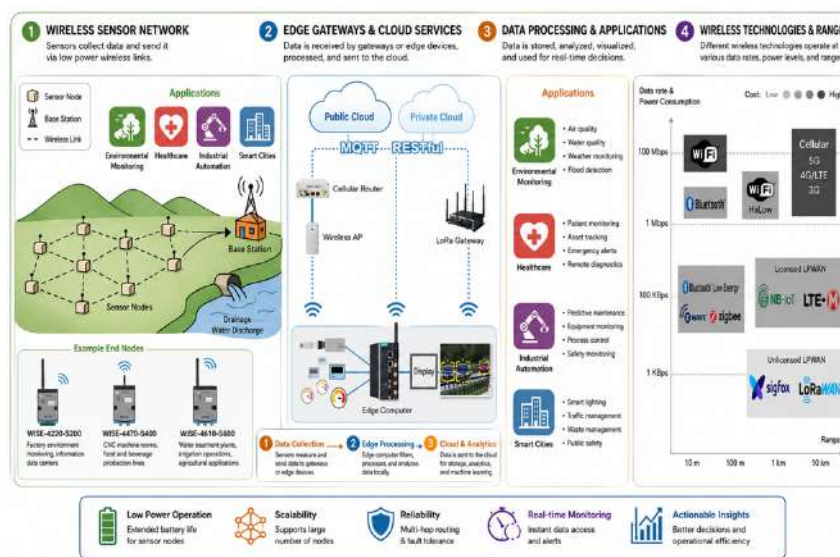 1 WIRELESS SENSOR NETWORK
Sensors collect data and send it
via low power wireless links.
Sensor Node
Base Station
Wireless Link
Applications
Environmental
Monitoring
Healthcare
Industrial
Automation
Smart Cities
Base Station
Sensor Nodes
Drainage
Water Discharge
Example End Nodes
WISE-4220-S200
Factory environment
monitoring, information
data centers
WISE-4470-S400
CNC machine rooms,
food and beverage
production lines
WISE-4610-S600
Water treatment plants,
irrigation operations,
agricultural applications.
2 EDGE GATEWAYS & CLOUD SERVICES
Data is received by gateways or edge devices,
processed, and sent to the cloud.
Public Cloud
Private Cloud
MQTT
RESTful
Cellular Router
Wireless AP
LoRa Gateway
Display
Edge Computer
1 Data Collection
Sensors measure and
send data to gateways
or edge devices.
2 Edge Processing
Edge computer filters,
processes, and analyzes
data locally.
3 Cloud & Analytics
Data is sent to the cloud
for storage, analytics,
and machine learning.
3 DATA PROCESSING & APPLICATIONS
Data is stored, analyzed, visualized,
and used for real-time decisions.
Applications
Environmental
Monitoring
• Air quality
• Water quality
• Weather monitoring
• Flood detection
Healthcare
• Patient monitoring
• Asset tracking
• Emergency alerts
• Remote diagnostics
Industrial
Automation
• Predictive maintenance
• Equipment monitoring
• Process control
• Safety monitoring
Smart Cities
• Smart lighting
• Traffic management
• Waste management
• Public safety
4 WIRELESS TECHNOLOGIES & RANG
Different wireless technologies operate at
various data rates, power levels, and range
Data rate &
Power Consumption
Cost: Low
Hig
100 Mbps
1 Mbps
100 KBps
1 KBps
WiFi
Bluetooth
WiFi
HaLow
Cellular
5G
4G/LTE
3G
Bluetooth Low Energy
Z WAVE
zigbee
Licensed LPWAN
NB-IoT
LTE-M
Unlicensed LPWAN
sigfox
LoRaWAN
Rang
10 m
100 m
1 km
10 km
Low Power Operation
Extended battery life
for sensor nodes
Scalability
Supports large
number of nodes
Reliability
Multi-hop routing
& fault tolerance
Real-time Monitoring
Instant data access
and alerts
Actionable Insights
Better decisions and
operational efficiency